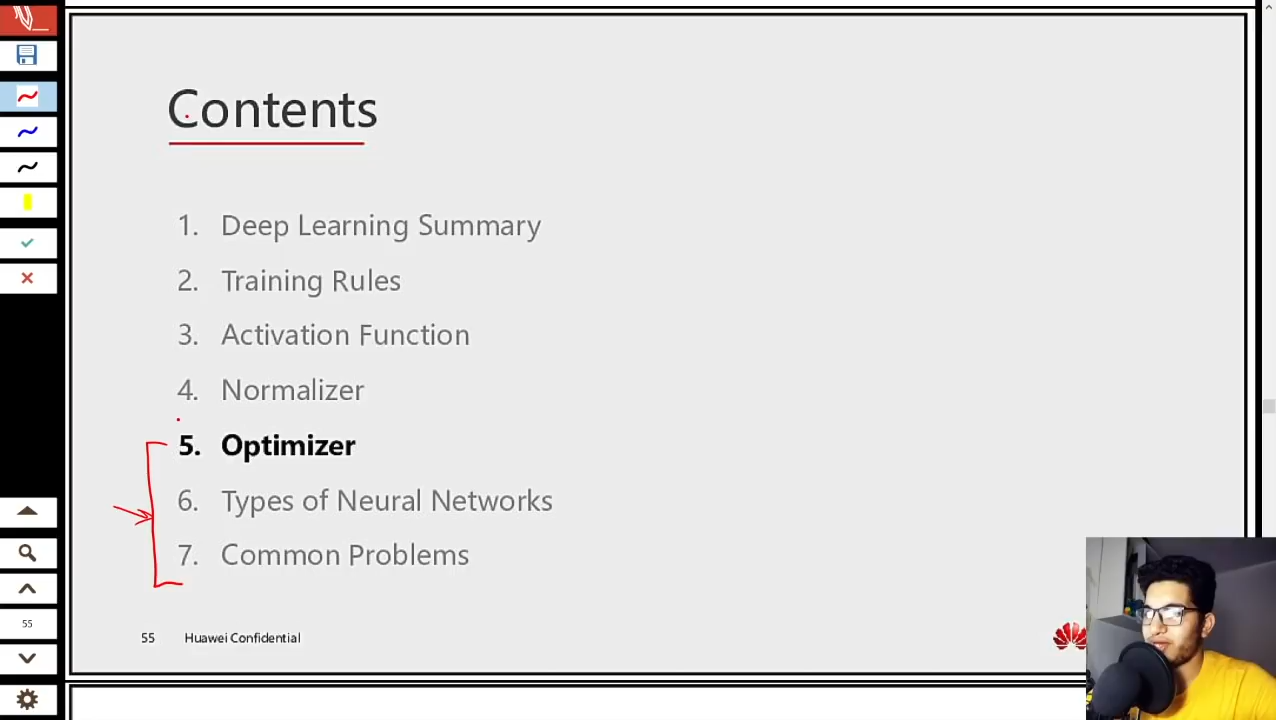 Contents
1. Deep Learning Summary
2. Training Rules
3. Activation Function
4. Normalizer
5. Optimizer
6. Types of Neural Networks
7. Common Problems
55 Huawei Confidential
55